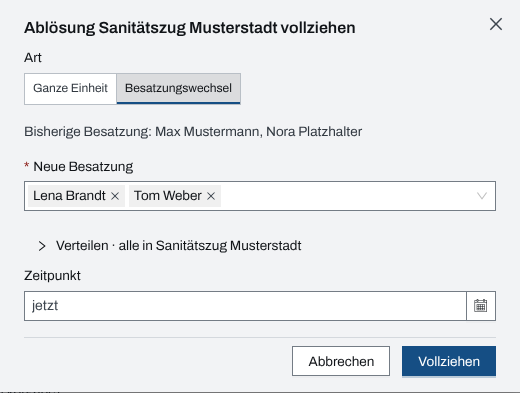 Ablösung Sanitätszug Musterstadt vollziehen
Art
Ganze Einheit Besatzungswechsel
Bisherige Besatzung: Max Mustermann, Nora Platzhalter
* Neue Besatzung
Lena Brandt Tom Weber
Verteilen · alle in Sanitätszug Musterstadt
Zeitpunkt
jetzt
Abbrechen Vollziehen